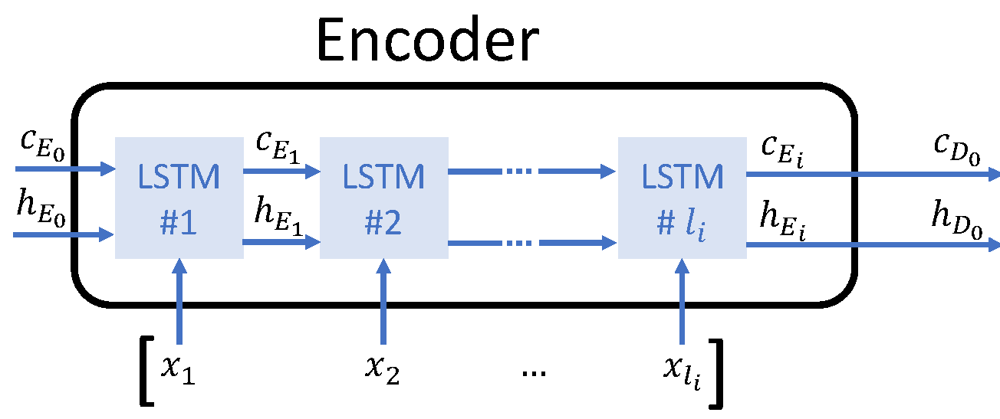 Encoder
c_{E_0} c_{E_1} c_{E_i} c_{D_0}
LSTM LSTM LSTM
h_{E_0} #1 h_{E_1} #2 # l_i h_{E_i} h_{D_0}
[ x_1 x_2 ... x_{l_i} ]